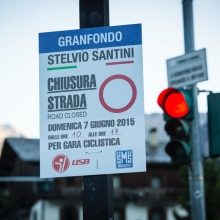 GRANFONDO
STELVIO SANTINI
CHIUSURA
STRADA
ROAD CLOSED
DOMENICA 7 GIUGNO 2015
DALLE ORE 10 ALLE ORE 17
PER GARA CICLISTICA
USB
SMS